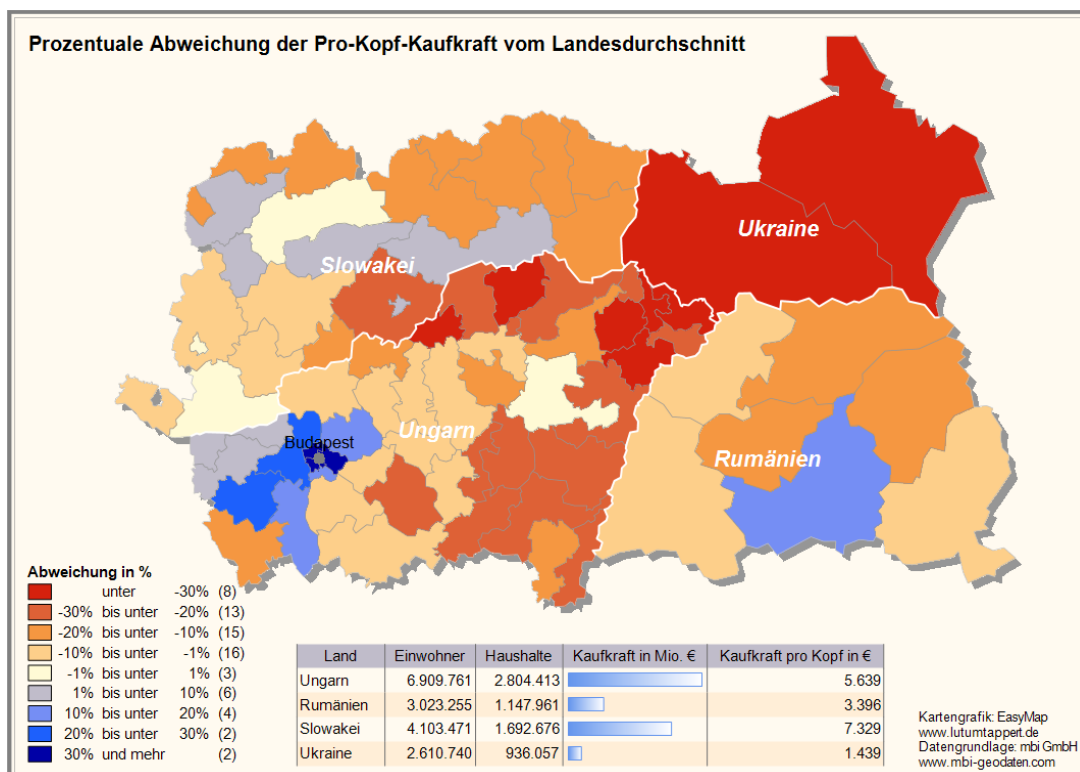 Prozentuale Abweichung der Pro-Kopf-Kaufkraft vom Landesdurchschnitt
Ukraine
Slowakei
Ungarn
Budapest
Rumänien
Abweichung in %
unter -30% (8)
-30% bis unter -20% (13)
-20% bis unter -10% (15)
-10% bis unter -1% (16)
-1% bis unter 1% (3)
1% bis unter 10% (6)
10% bis unter 20% (4)
20% bis unter 30% (2)
30% und mehr (2)
Land Einwohner Haushalte Kaufkraft in Mio. € Kaufkraft pro Kopf in €
Ungarn 6.909.761 2.804.413 5.639
Rumänien 3.023.255 1.147.961 3.396
Slowakei 4.103.471 1.692.676 7.329
Ukraine 2.610.740 936.057 1.439
Kartengrafik: EasyMap
www.lutumtappert.de
Datengrundlage: mbi GmbH
www.mbi-geodaten.com